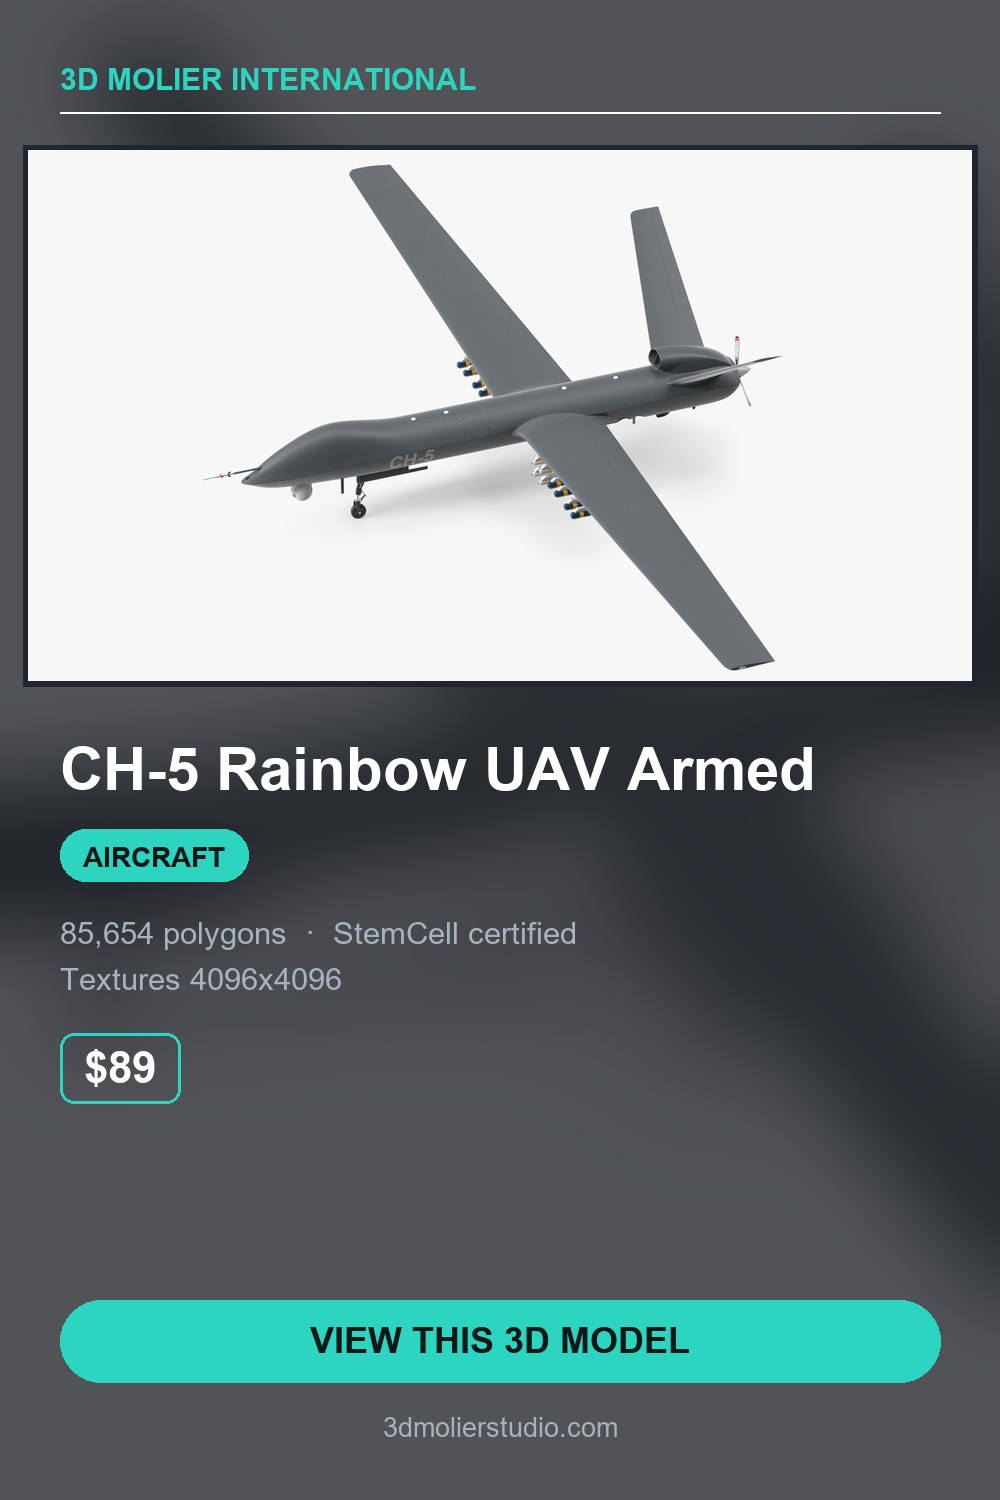 3D MOLIER INTERNATIONAL
CH-5
CH-5 Rainbow UAV Armed
AIRCRAFT
85,654 polygons · StemCell certified
Textures 4096x4096
$89
VIEW THIS 3D MODEL
3dmolierstudio.com